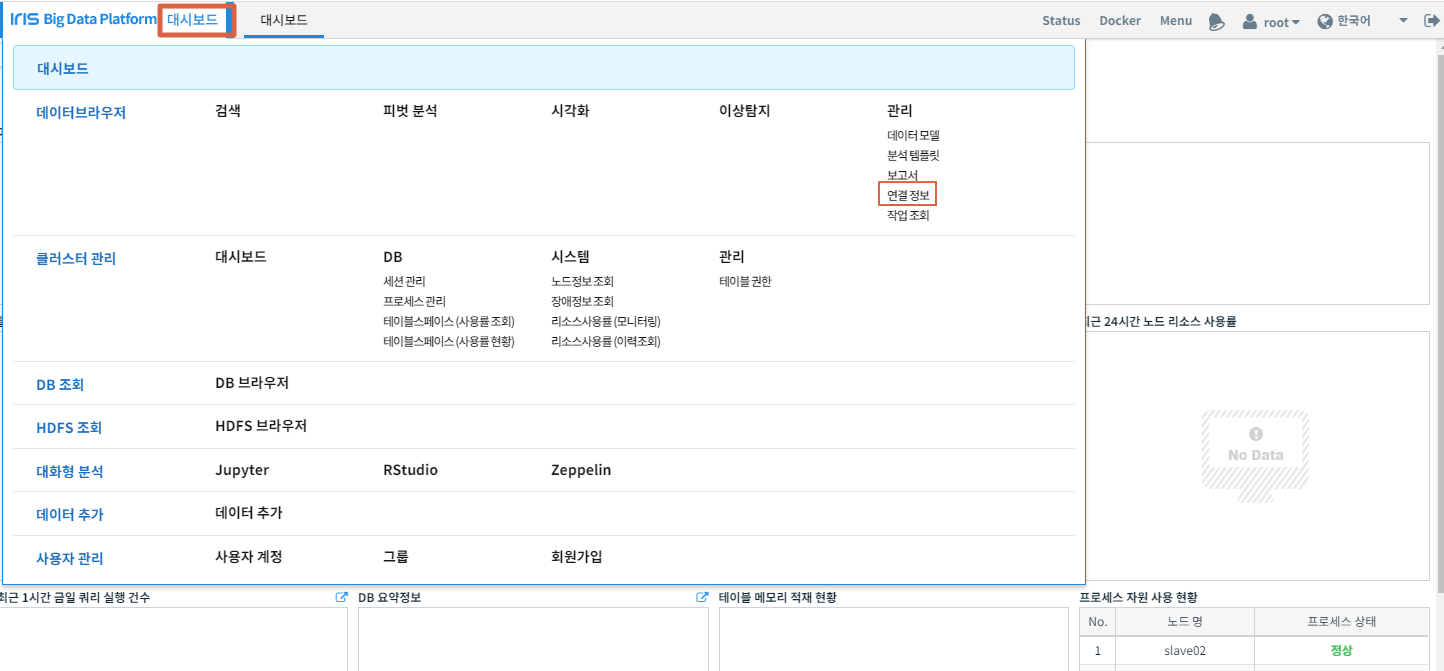 IRIS Big Data Platform 대시보드 대시보드 Status Docker Menu root 한국어
대시보드
데이터브라우저 검색 피벗 분석 시각화 이상탐지 관리
데이터 모델
분석 템플릿
보고서
연결 정보
작업 조회
클러스터 관리 대시보드 DB 시스템 관리
세션 관리 노드정보 조회 테이블 권한
프로세스 관리 장애정보 조회
테이블스페이스 (사용률 조회) 리소스사용률 (모니터링)
테이블스페이스 (사용률 현황) 리소스사용률 (이력조회)
최근 24시간 노드 리소스 사용률
DB 조회 DB 브라우저
HDFS 조회 HDFS 브라우저
No Data
대화형 분석 Jupyter RStudio Zeppelin
데이터 추가 데이터 추가
사용자 관리 사용자 계정 그룹 회원가입
최근 1시간 금일 쿼리 실행 건수 DB 요약정보 테이블 메모리 적재 현황 프로세스 자원 사용 현황
No. 노드 명 프로세스 상태
1 slave02 정상